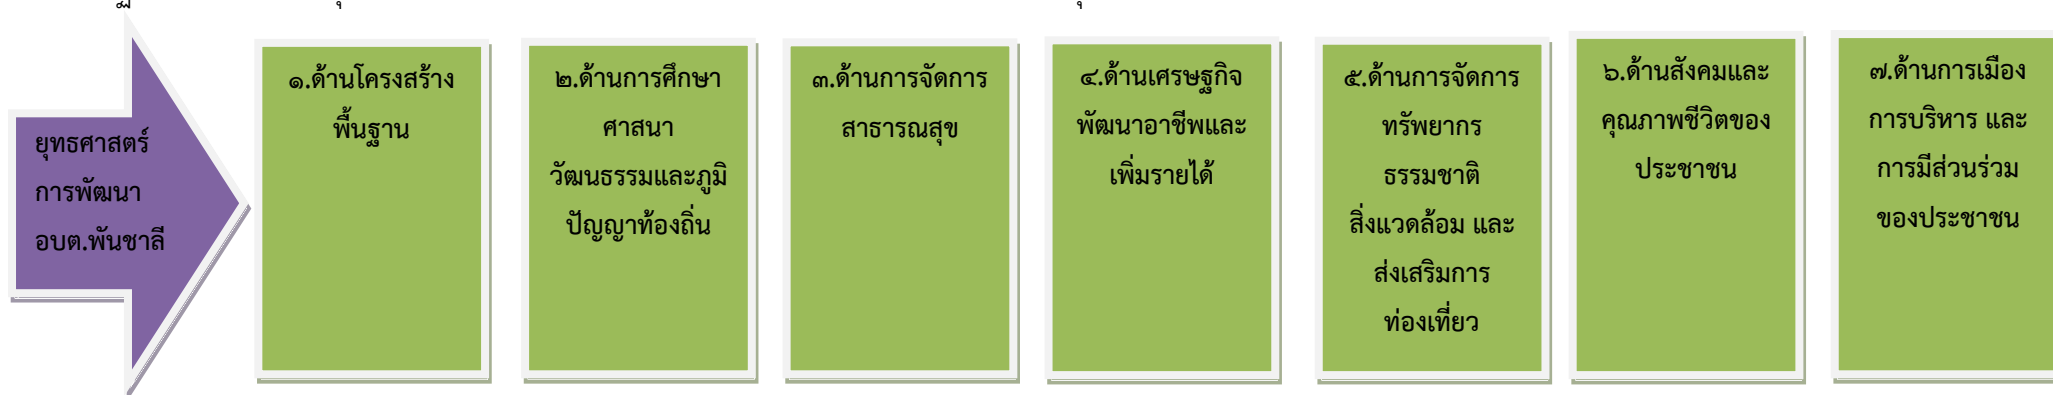 ยุทธศาสตร์
การพัฒนา
อบต.พันชาลี
๑.ด้านโครงสร้าง
พื้นฐาน
๒.ด้านการศึกษา
ศาสนา
วัฒนธรรมและภูมิ
ปัญญาท้องถิ่น
๓.ด้านการจัดการ
สาธารณสุข
๔.ด้านเศรษฐกิจ
พัฒนาอาชีพและ
เพิ่มรายได้
๕.ด้านการจัดการ
ทรัพยากร
ธรรมชาติ
สิ่งแวดล้อม และ
ส่งเสริมการ
ท่องเที่ยว
๖.ด้านสังคมและ
คุณภาพชีวิตของ
ประชาชน
๗.ด้านการเมือง
การบริหาร และ
การมีส่วนร่วม
ของประชาชน